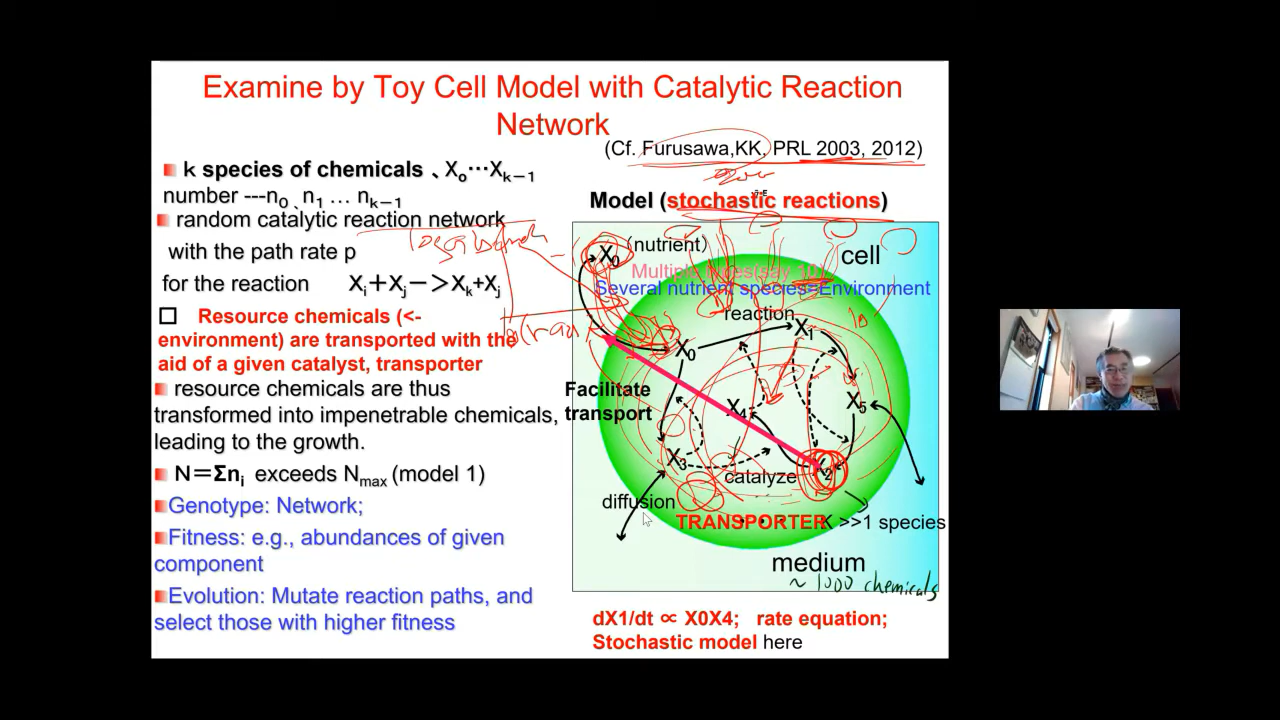 Examine by Toy Cell Model with Catalytic Reaction
Network
(Cf. Furusawa,KK. PRL 2003, 2012)
k species of chemicals 、X₀…Xₖ₋₁
number ---n₀、n₁ … nₖ₋₁
random catalytic reaction network
with the path rate p
for the reaction Xᵢ+Xⱼ−>Xₖ+Xⱼ
Resource chemicals (<-
environment) are transported with the
aid of a given catalyst, transporter
resource chemicals are thus
transformed into impenetrable chemicals,
leading to the growth.
N=Σnᵢ exceeds Nₘₐₓ (model 1)
Genotype: Network;
Fitness: e.g., abundances of given
component
Evolution: Mutate reaction paths, and
select those with higher fitness
Model (stochastic reactions)
X₀ (nutrient)
cell
Several nutrient species=Environment
reaction
X₀
X₁
Facilitate
transport
X₄
X₅
X₃
catalyze
X₂
diffusion
TRANSPORTER
K >>1 species
medium
~ 1000 chemicals
dX1/dt ∝ X0X4; rate equation;
Stochastic model here